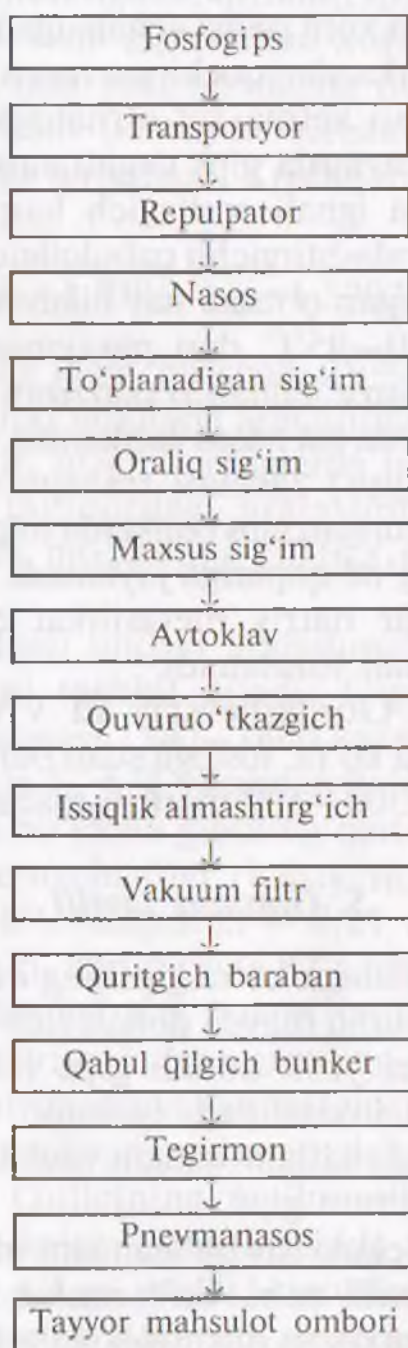 Fosfogips
Transportyor
Repulpator
Nasos
To‘planadigan sig‘im
Oraliq sig‘im
Maxsus sig‘im
Avtoklav
Quvuruo‘tkazgich
Issiqlik almashtirg‘ich
Vakuum filtr
Quritgich baraban
Qabul qilgich bunker
Tegirmon
Pnevmanasos
Tayyor mahsulot ombori